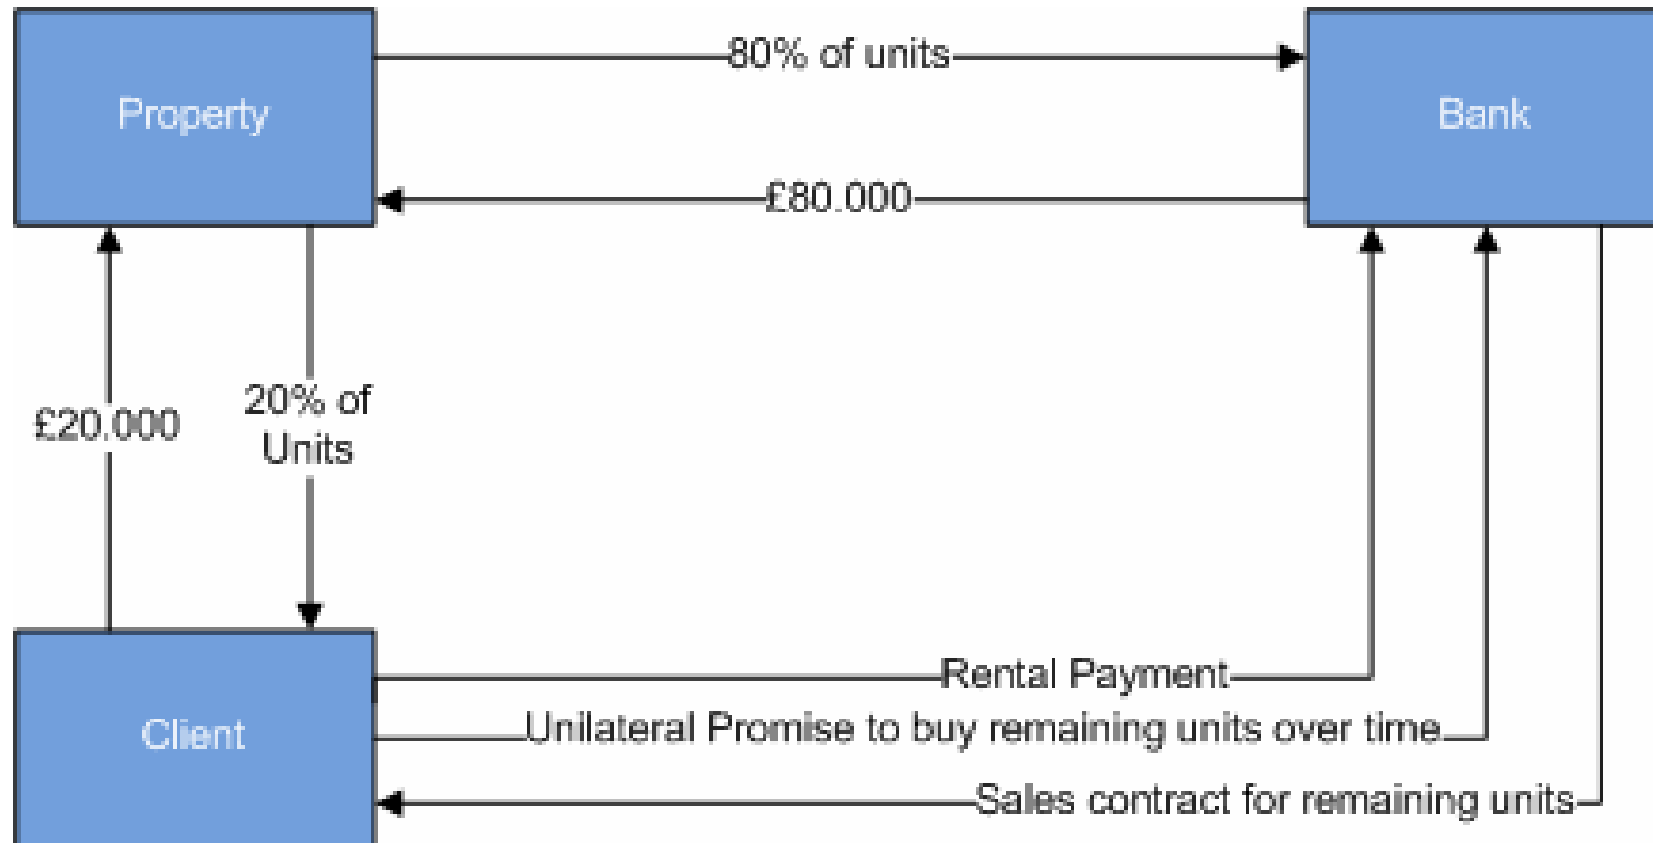 80% of units
Property
Bank
£80.000
£20.000
20% of
Units
Rental Payment
Client
Unilateral Promise to buy remaining units over time
Sales contract for remaining units